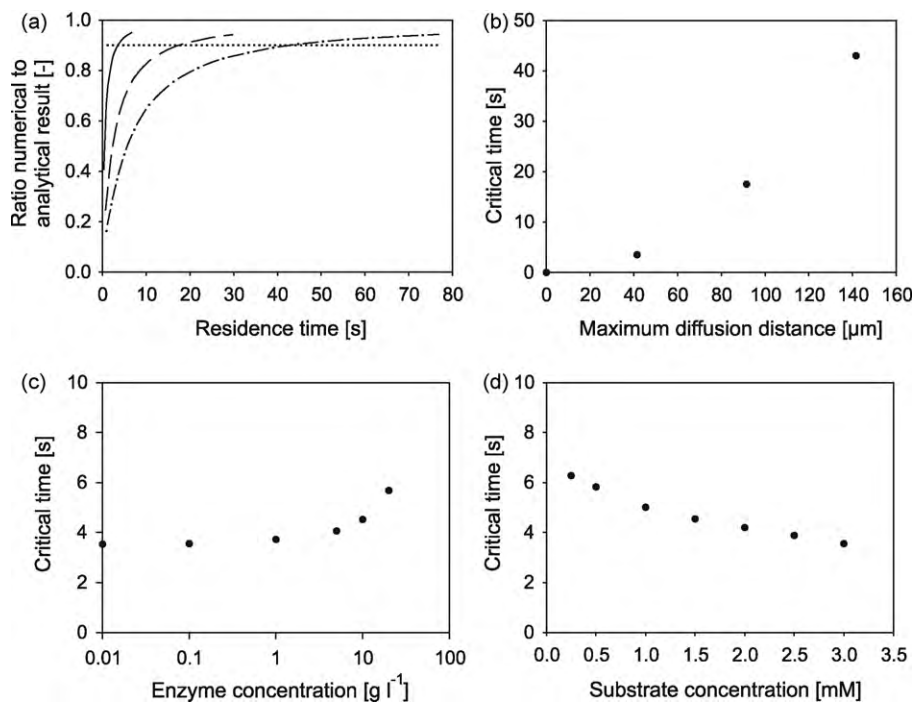 (a)
Ratio numerical to
analytical result [-]
1.0
0.8
0.6
0.4
0.2
0.0
0 10 20 30 40 50 60 70 80
Residence time [s]
(b)
Critical time [s]
50
40
30
20
10
0
0 20 40 60 80 100 120 140 160
Maximum diffusion distance [µm]
(c)
Critical time [s]
10
8
6
4
2
0
0.01 0.1 1 10 100
Enzyme concentration [g l⁻¹]
(d)
Critical time [s]
10
8
6
4
2
0
0.0 0.5 1.0 1.5 2.0 2.5 3.0 3.5
Substrate concentration [mM]